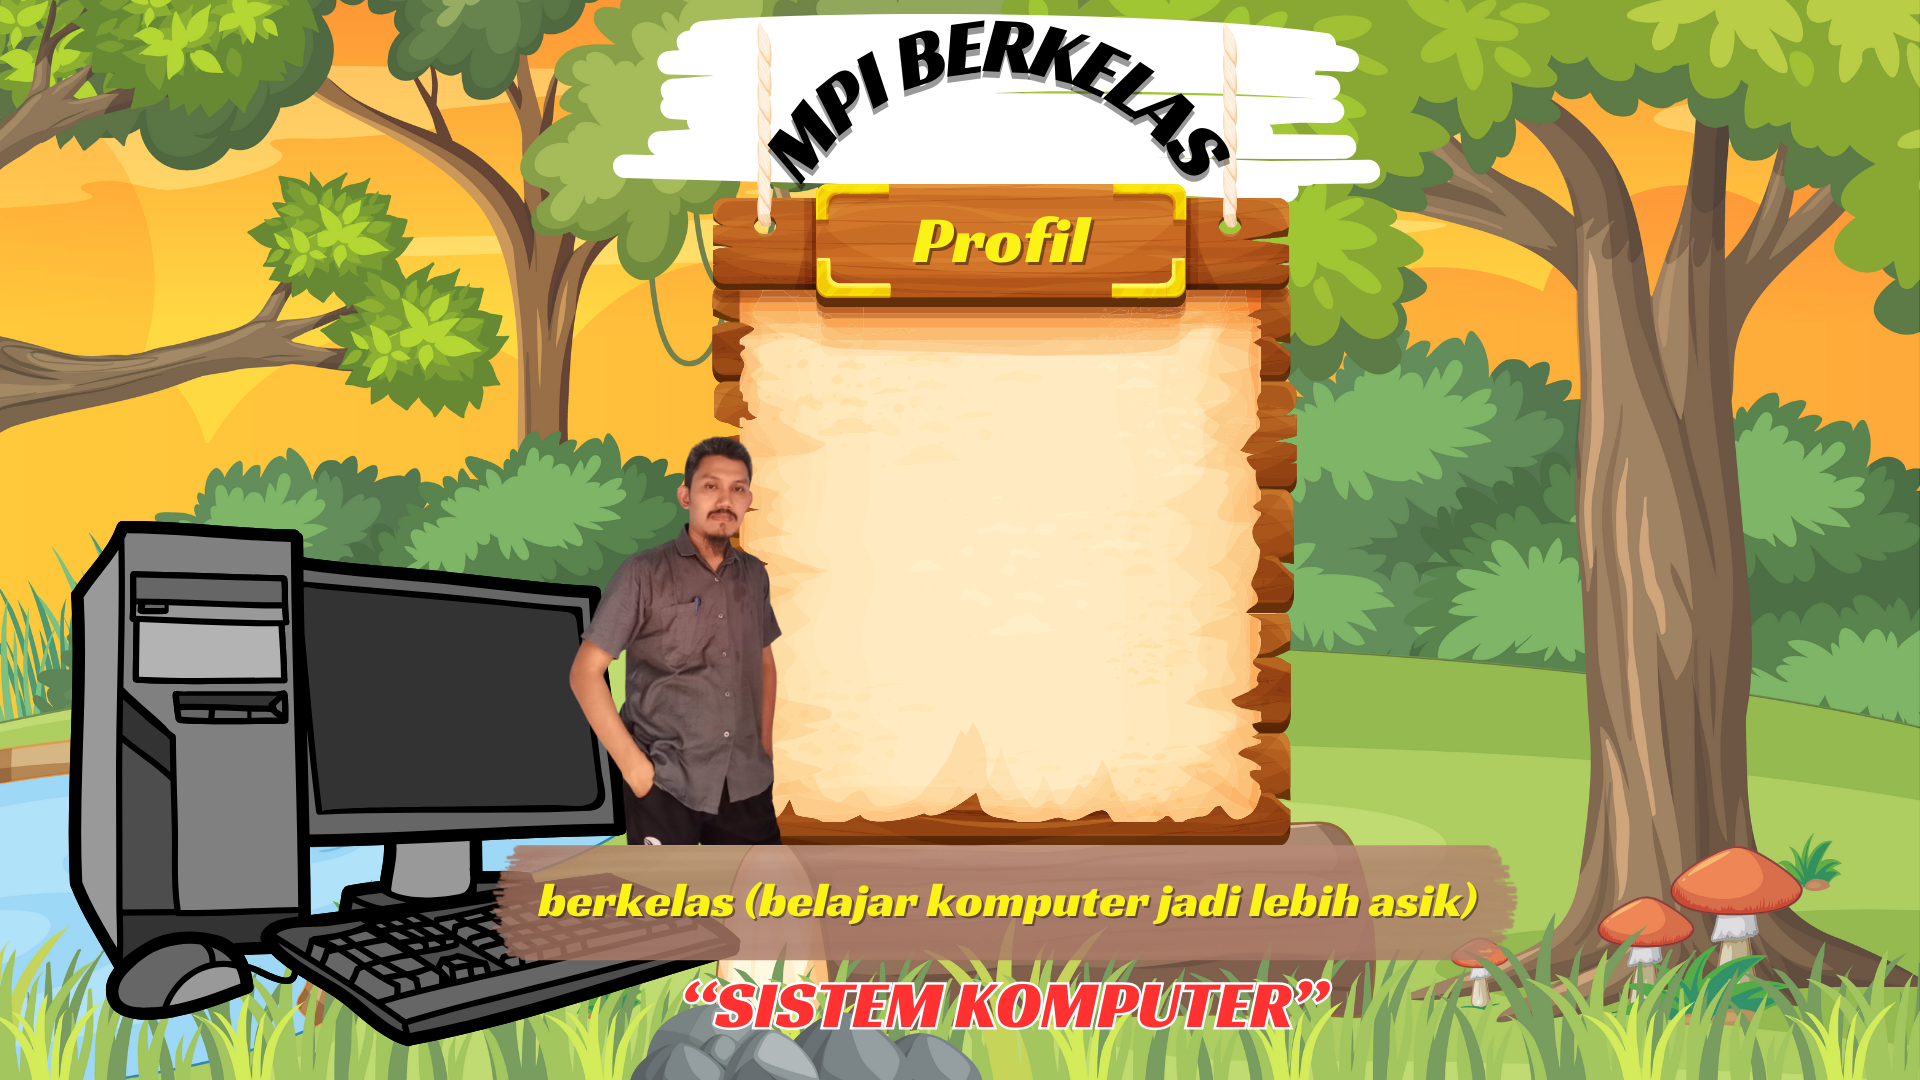 MPI BERKELAS
Profil
berkelas (belajar komputer jadi lebih asik)
“SISTEM KOMPUTER”